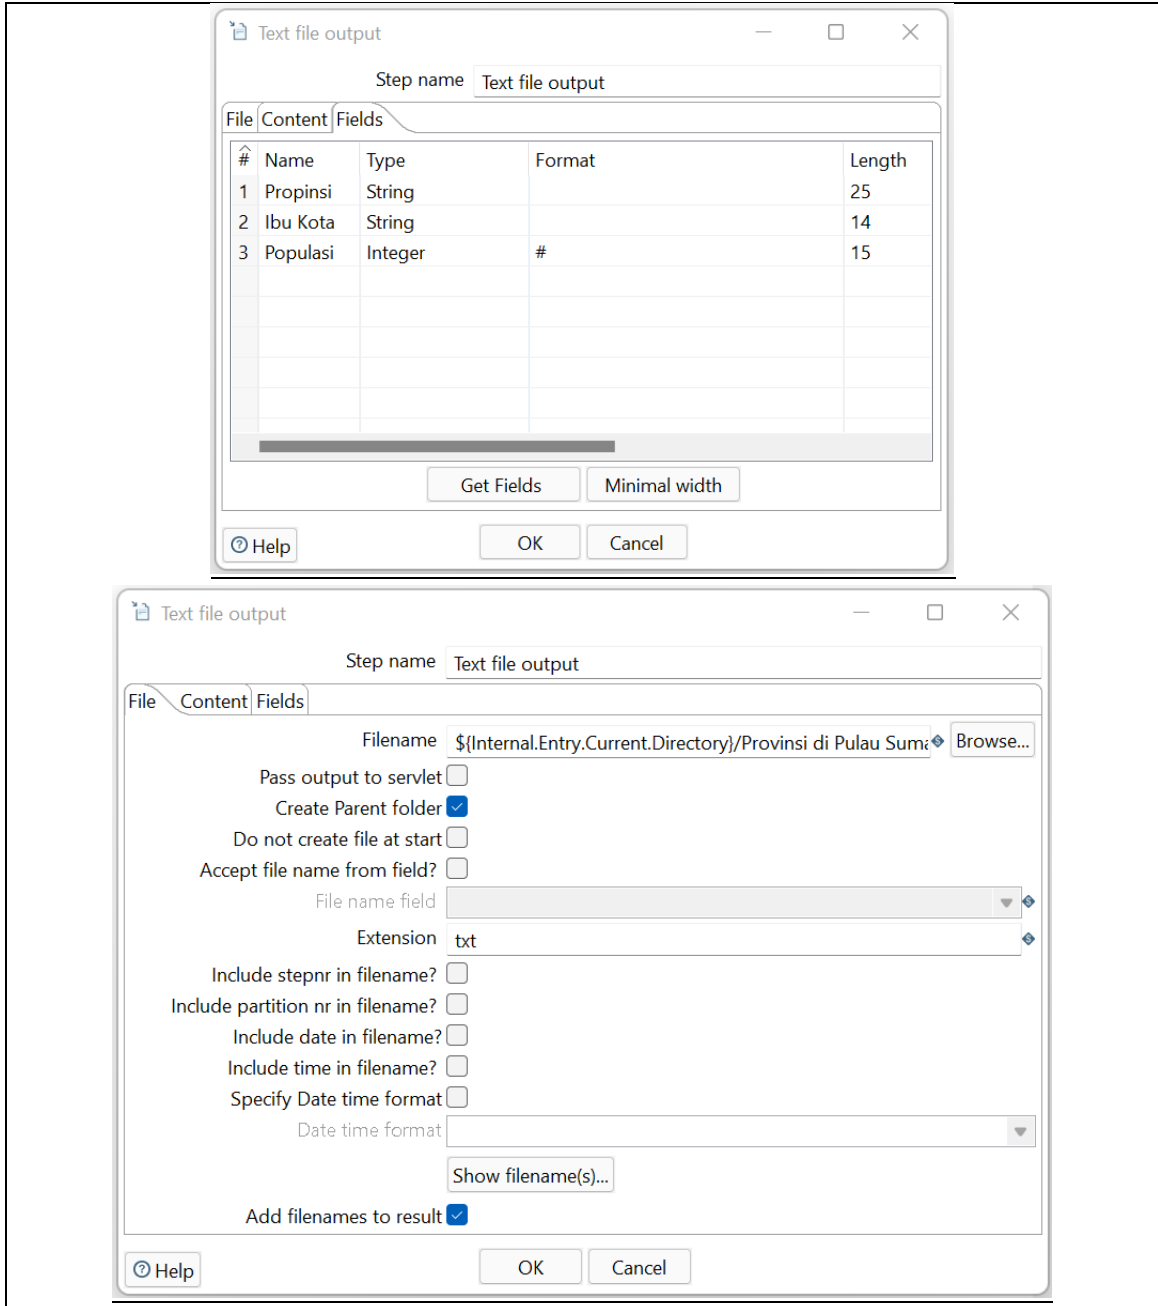 Text file output
Step name Text file output
File Content Fields
# Name Type Format Length
1 Propinsi String 25
2 Ibu Kota String 14
3 Populasi Integer # 15
Get Fields Minimal width
Help OK Cancel
Text file output
Step name Text file output
File Content Fields
Filename ${Internal.Entry.Current.Directory}/Provinsi di Pulau Suma Browse...
Pass output to servlet
Create Parent folder
Do not create file at start
Accept file name from field?
File name field
Extension txt
Include stepnr in filename?
Include partition nr in filename?
Include date in filename?
Include time in filename?
Specify Date time format
Date time format
Show filename(s)...
Add filenames to result
Help OK Cancel